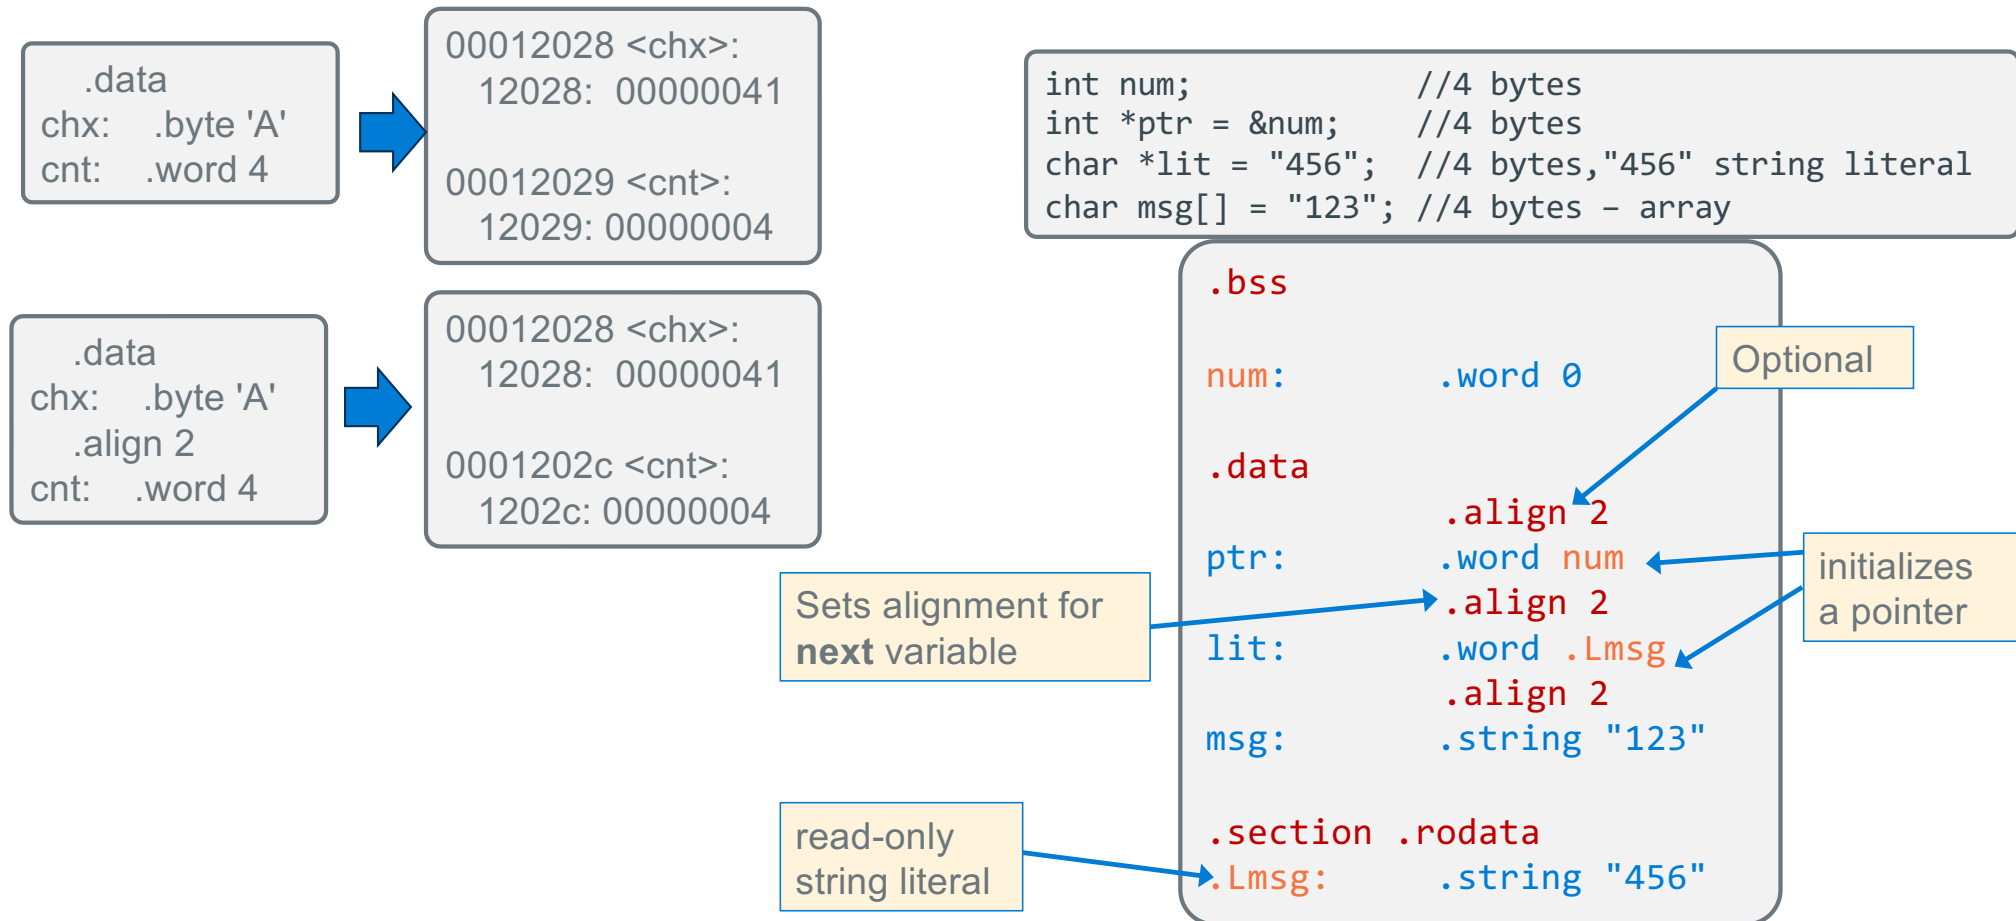 .data
chx: .byte 'A'
cnt: .word 4
00012028 <chx>:
12028: 00000041
00012029 <cnt>:
12029: 00000004
.data
chx: .byte 'A'
.align 2
cnt: .word 4
00012028 <chx>:
12028: 00000041
0001202c <cnt>:
1202c: 00000004
int num; //4 bytes
int *ptr = &num; //4 bytes
char *lit = "456"; //4 bytes,"456" string literal
char msg[] = "123"; //4 bytes – array
.bss
num: .word 0
.data
.align 2
ptr: .word num
.align 2
lit: .word .Lmsg
.align 2
msg: .string "123"
.section .rodata
.Lmsg: .string "456"
Optional
initializes
a pointer
Sets alignment for
next variable
read-only
string literal